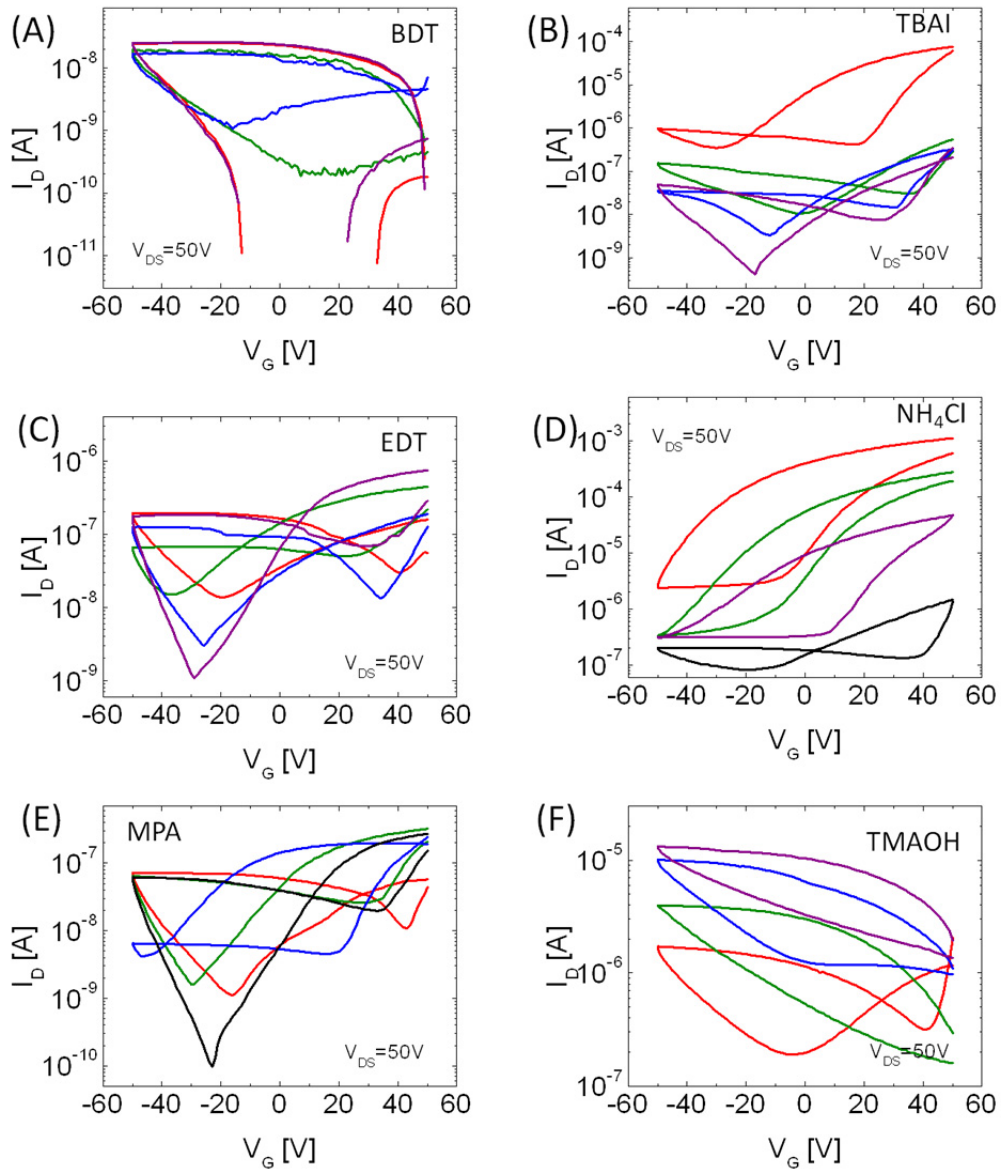 (A)
BDT
I_D [A]
10^-8
10^-9
10^-10
10^-11
V_DS=50V
-60 -40 -20 0 20 40 60
V_G [V]
(B)
TBAI
I_D [A]
10^-4
10^-5
10^-6
10^-7
10^-8
10^-9
V_DS=50V
-60 -40 -20 0 20 40 60
V_G [V]
(C)
EDT
I_D [A]
10^-6
10^-7
10^-8
10^-9
V_DS=50V
-60 -40 -20 0 20 40 60
V_G [V]
(D)
NH₄Cl
V_DS=50V
I_D [A]
10^-3
10^-4
10^-5
10^-6
10^-7
-60 -40 -20 0 20 40 60
V_G [V]
(E)
MPA
I_D [A]
10^-7
10^-8
10^-9
10^-10
V_DS=50V
-60 -40 -20 0 20 40 60
V_G [V]
(F)
TMAOH
I_D [A]
10^-5
10^-6
10^-7
V_DS=50V
-60 -40 -20 0 20 40 60
V_G [V]